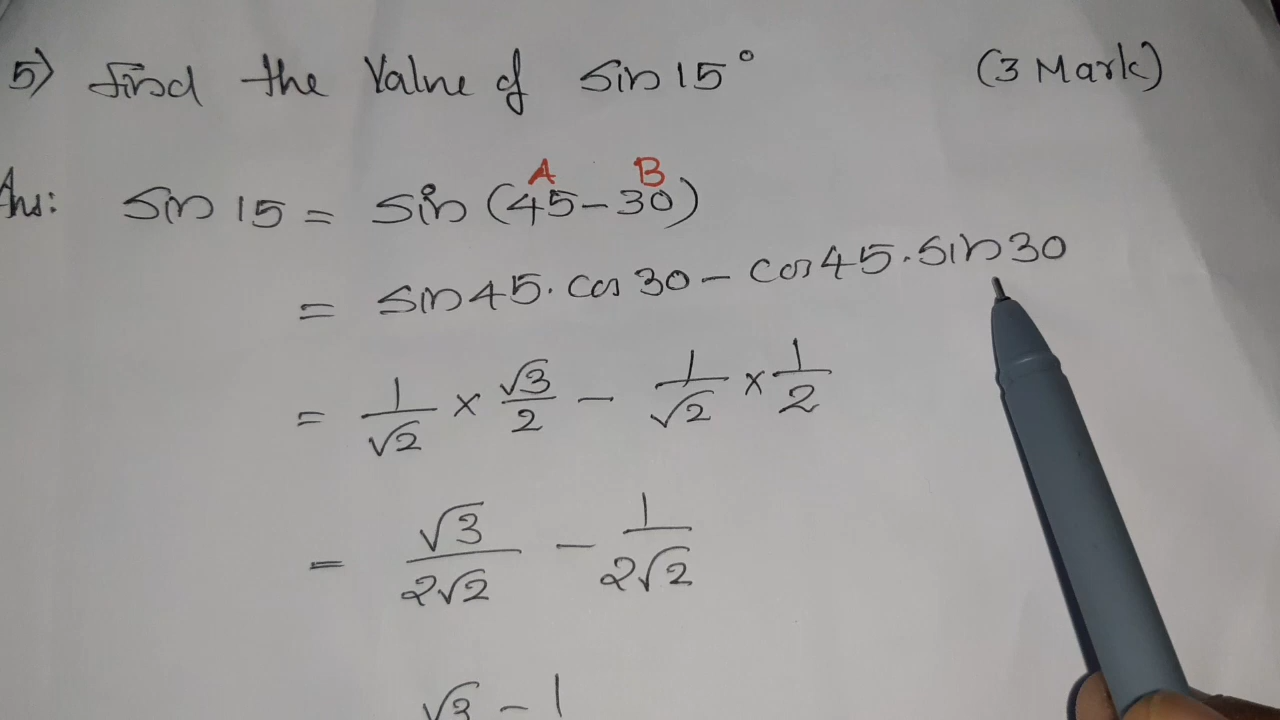 5) Find the Value of Sin 15° (3 Mark)
A B
Ans: Sin 15 = Sin (45-30)
= Sin 45. Cos 30 - Cos 45. Sin 30
= 1/√2 × √3/2 - 1/√2 × 1/2
= √3/2√2 - 1/2√2
√3 - 1